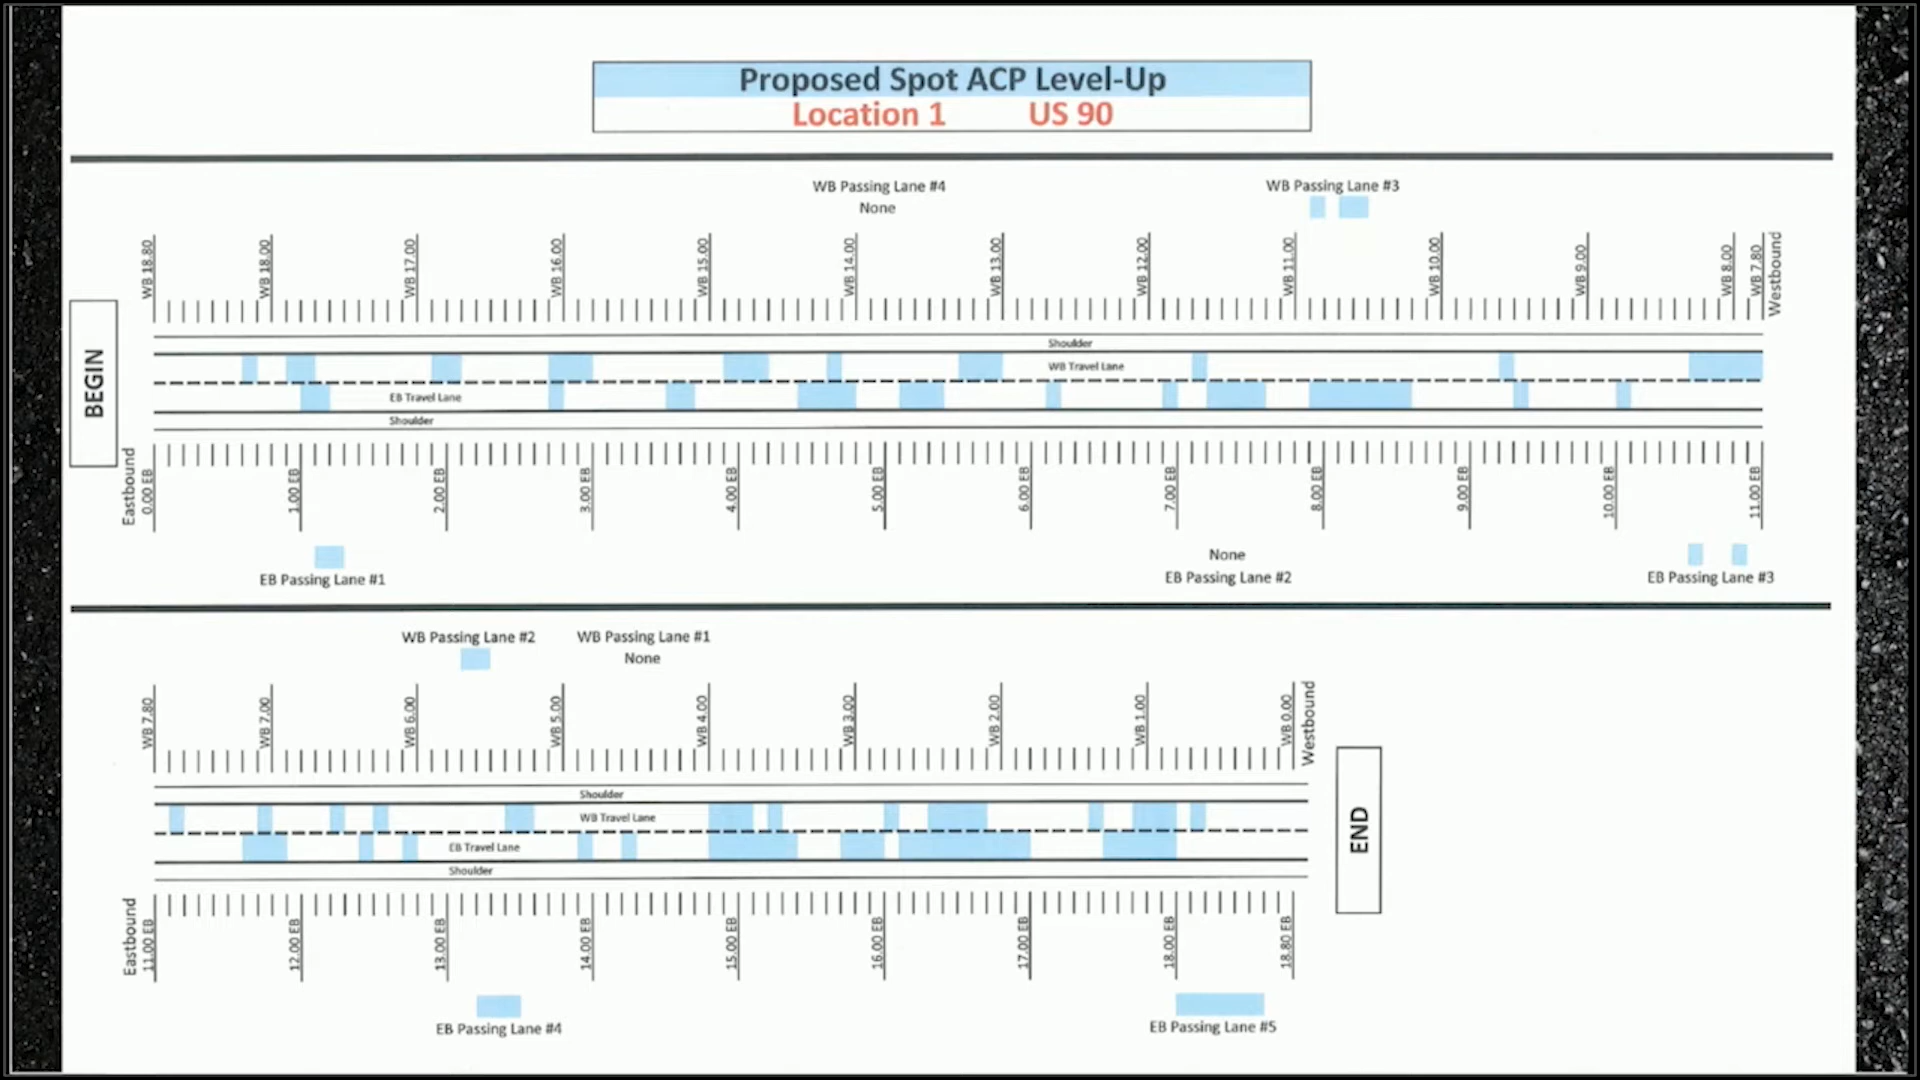 Proposed Spot ACP Level-Up
Location 1 US 90
WB Passing Lane #4
None
WB Passing Lane #3
WB 18.80
WB 18.00
WB 17.00
WB 16.00
WB 15.00
WB 14.00
WB 13.00
WB 12.00
WB 11.00
WB 10.00
WB 9.00
WB 8.00
WB 7.80
Westbound
BEGIN
Shoulder
WB Travel Lane
EB Travel Lane
Shoulder
Eastbound
0.00 EB
1.00 EB
2.00 EB
3.00 EB
4.00 EB
5.00 EB
6.00 EB
7.00 EB
8.00 EB
9.00 EB
10.00 EB
11.00 EB
EB Passing Lane #1
None
EB Passing Lane #2
EB Passing Lane #3
WB Passing Lane #2
WB Passing Lane #1
None
WB 7.80
WB 7.00
WB 6.00
WB 5.00
WB 4.00
WB 3.00
WB 2.00
WB 1.00
WB 0.00
Westbound
Shoulder
WB Travel Lane
EB Travel Lane
Shoulder
END
Eastbound
11.00 EB
12.00 EB
13.00 EB
14.00 EB
15.00 EB
16.00 EB
17.00 EB
18.00 EB
18.80 EB
EB Passing Lane #4
EB Passing Lane #5